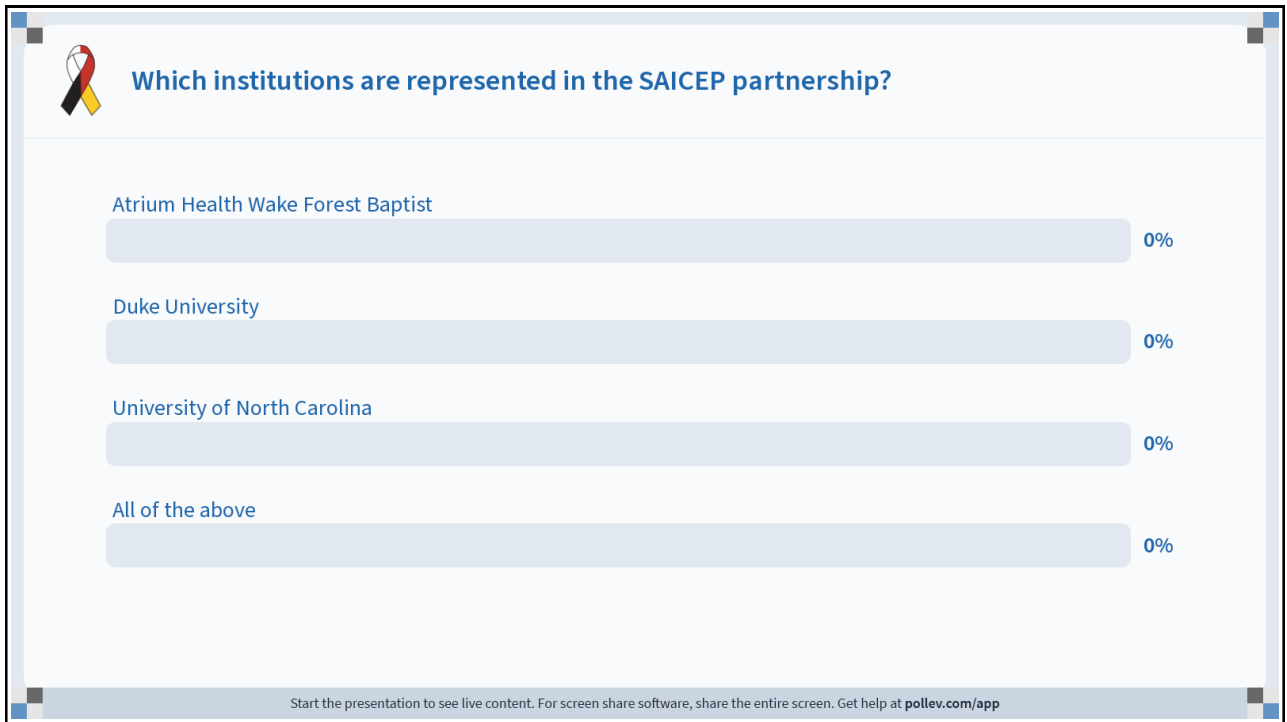 Which institutions are represented in the SAICEP partnership?
Atrium Health Wake Forest Baptist
0%
Duke University
0%
University of North Carolina
0%
All of the above
0%
Start the presentation to see live content. For screen share software, share the entire screen. Get help at pollev.com/app